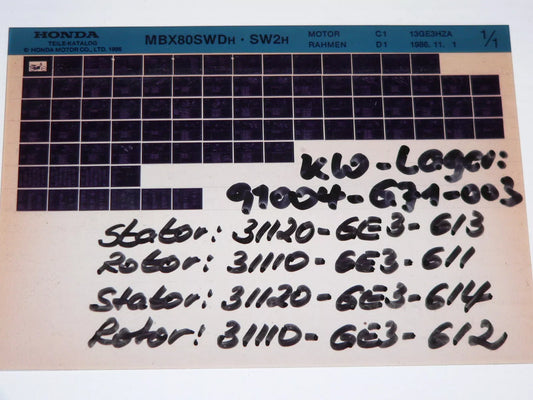 HONDA
TEILE-KATALOG
© HONDA MOTOR CO., LTD. 1986
MBX80SWDH · SW2H
MOTOR C1
RAHMEN D1
13GE3HZA
1986. 11. 1
1/1
KW-Lager:
91004-GJ1-003
Stator: 31120-GE3-613
Rotor: 31110-GE3-611
Stator: 31120-GE3-614
Rotor: 31110-GE3-612